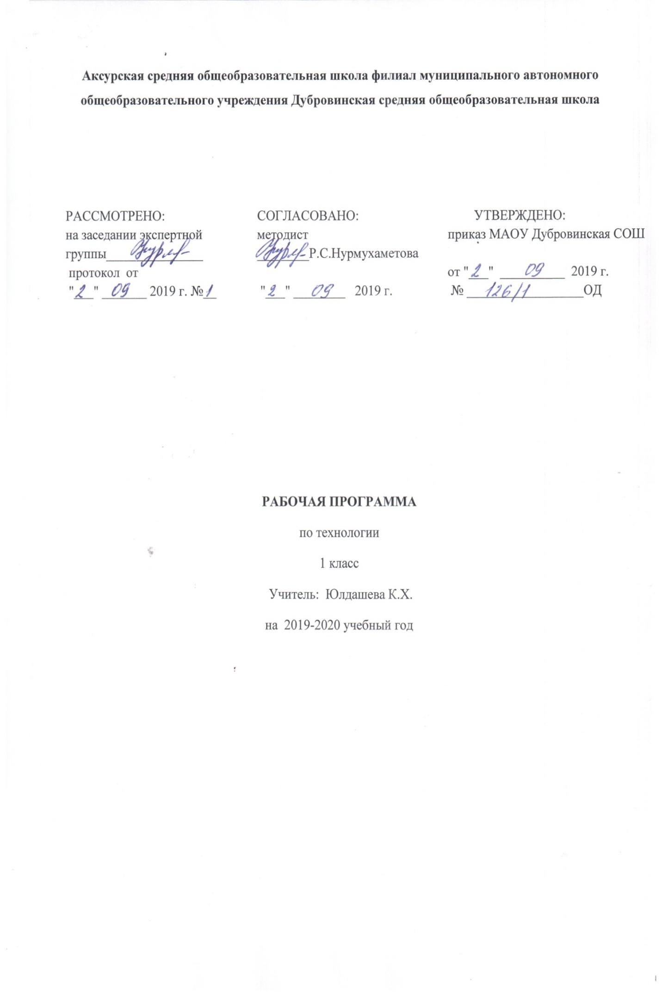 Аксурская средняя общеобразовательная школа филиал муниципального автономного
общеобразовательного учреждения Дубровинская средняя общеобразовательная школа
РАССМОТРЕНО:
на заседании экспертной
группы
протокол от
"2" 09 2019 г. №1
СОГЛАСОВАНО:
методист
Р.С.Нурмухаметова
"2" 09 2019 г.
УТВЕРЖДЕНО:
приказ МАОУ Дубровинская СОШ
от "2" 09 2019 г.
№ 126/1 ОД
РАБОЧАЯ ПРОГРАММА
по технологии
1 класс
Учитель: Юлдашева К.Х.
на 2019-2020 учебный год